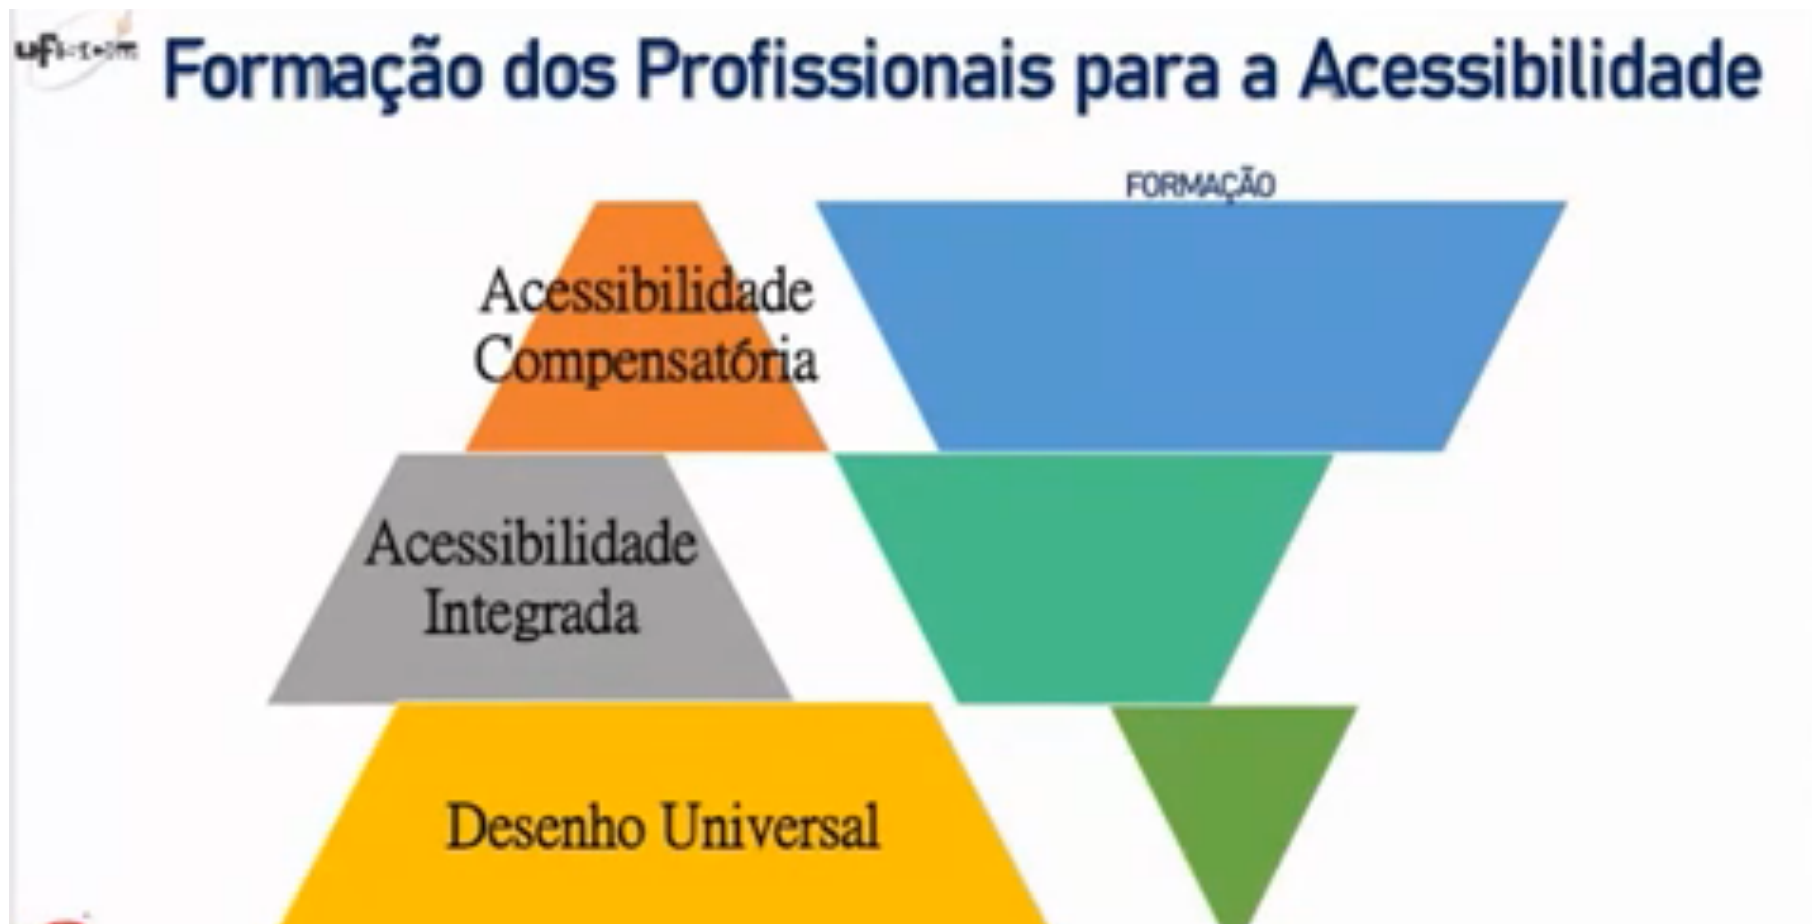 Formação dos Profissionais para a Acessibilidade
FORMAÇÃO
Acessibilidade
Compensatória
Acessibilidade
Integrada
Desenho Universal